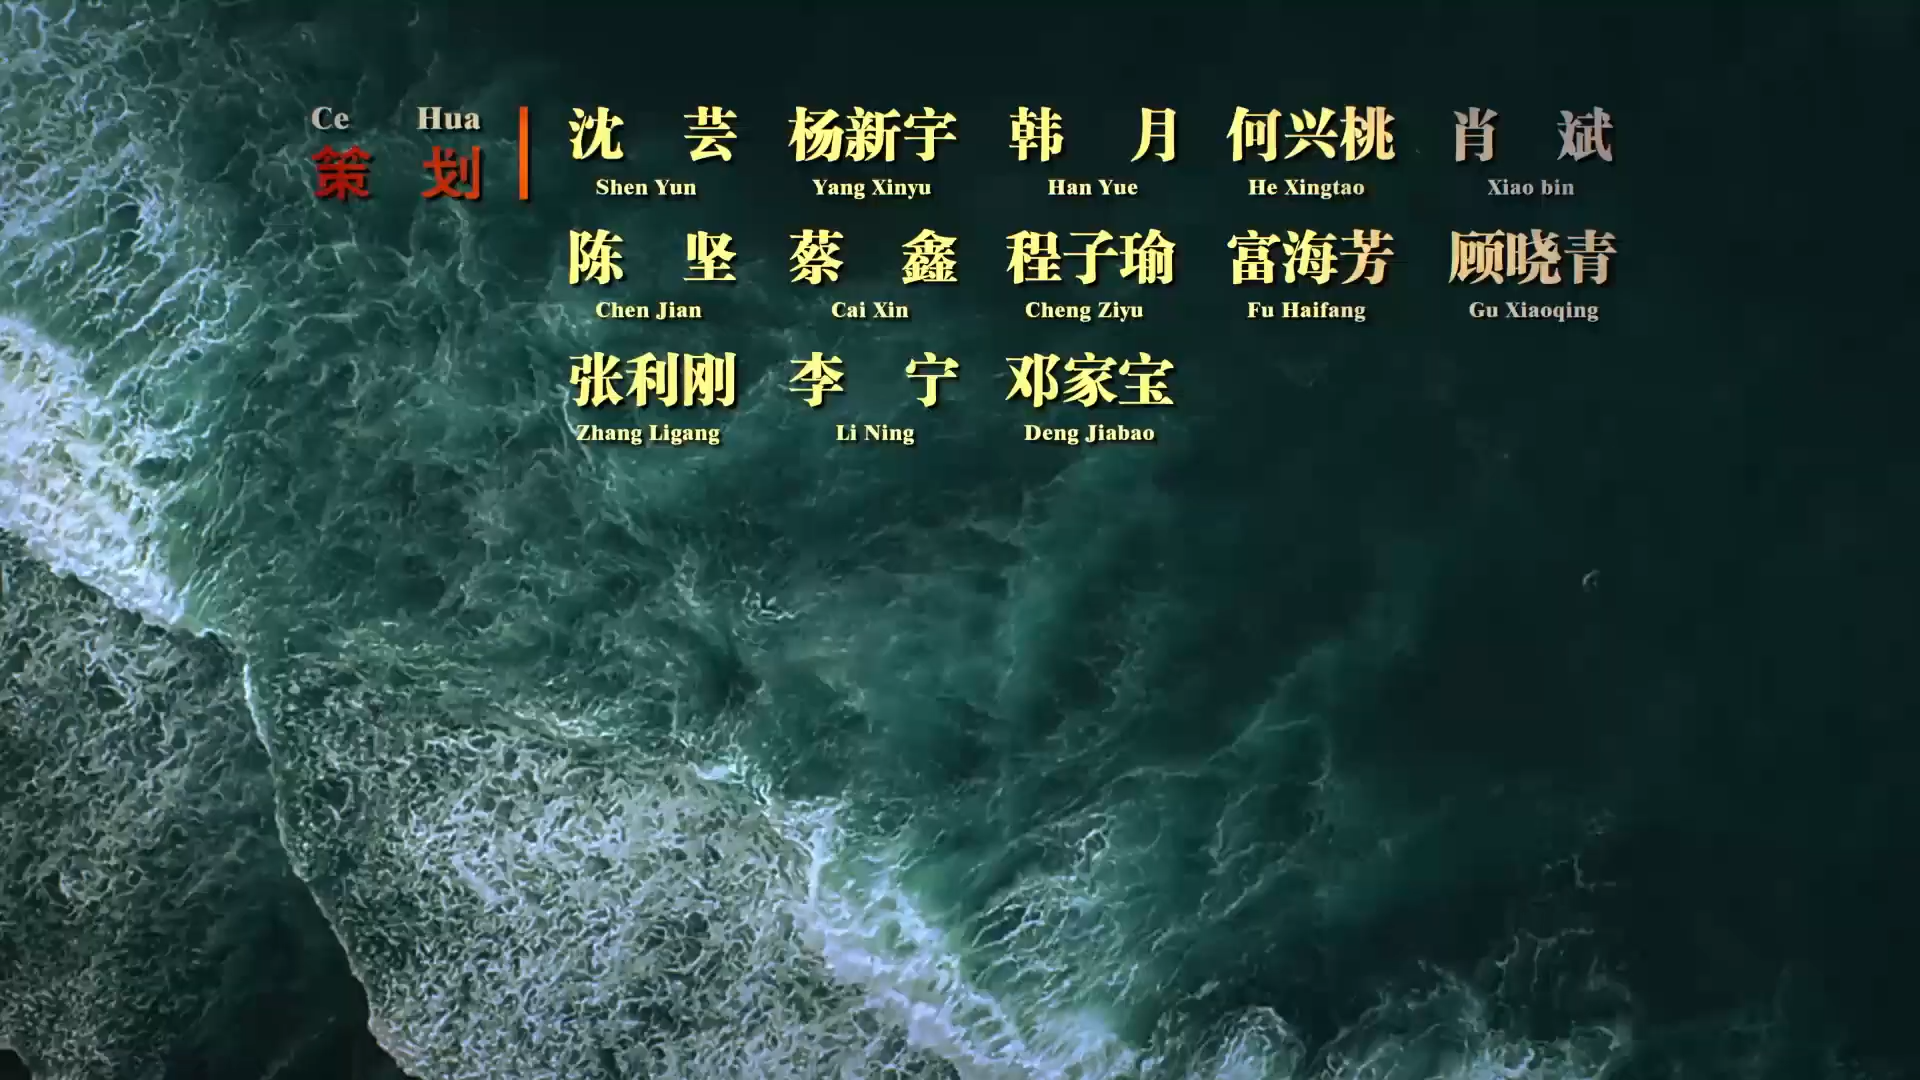 Ce Hua
策 划
沈 芸 杨新宇 韩 月 何兴桃 肖 斌
Shen Yun Yang Xinyu Han Yue He Xingtao Xiao bin
陈 坚 蔡 鑫 程子瑜 富海芳 顾晓青
Chen Jian Cai Xin Cheng Ziyu Fu Haifang Gu Xiaoqing
张利刚 李 宁 邓家宝
Zhang Ligang Li Ning Deng Jiabao